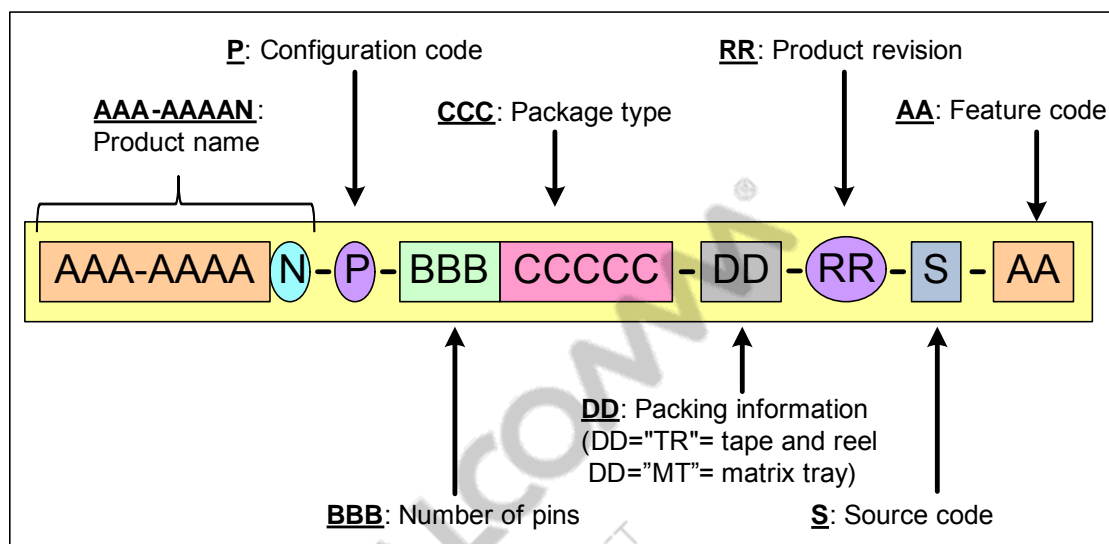 P: Configuration code
RR: Product revision
AAA-AAAAN:
Product name
CCC: Package type
AA: Feature code
AAA-AAAA N - P - BBB CCCCC - DD - RR - S - AA
DD: Packing information
(DD="TR"= tape and reel
DD=”MT”= matrix tray)
BBB: Number of pins
S: Source code
LCOMM®